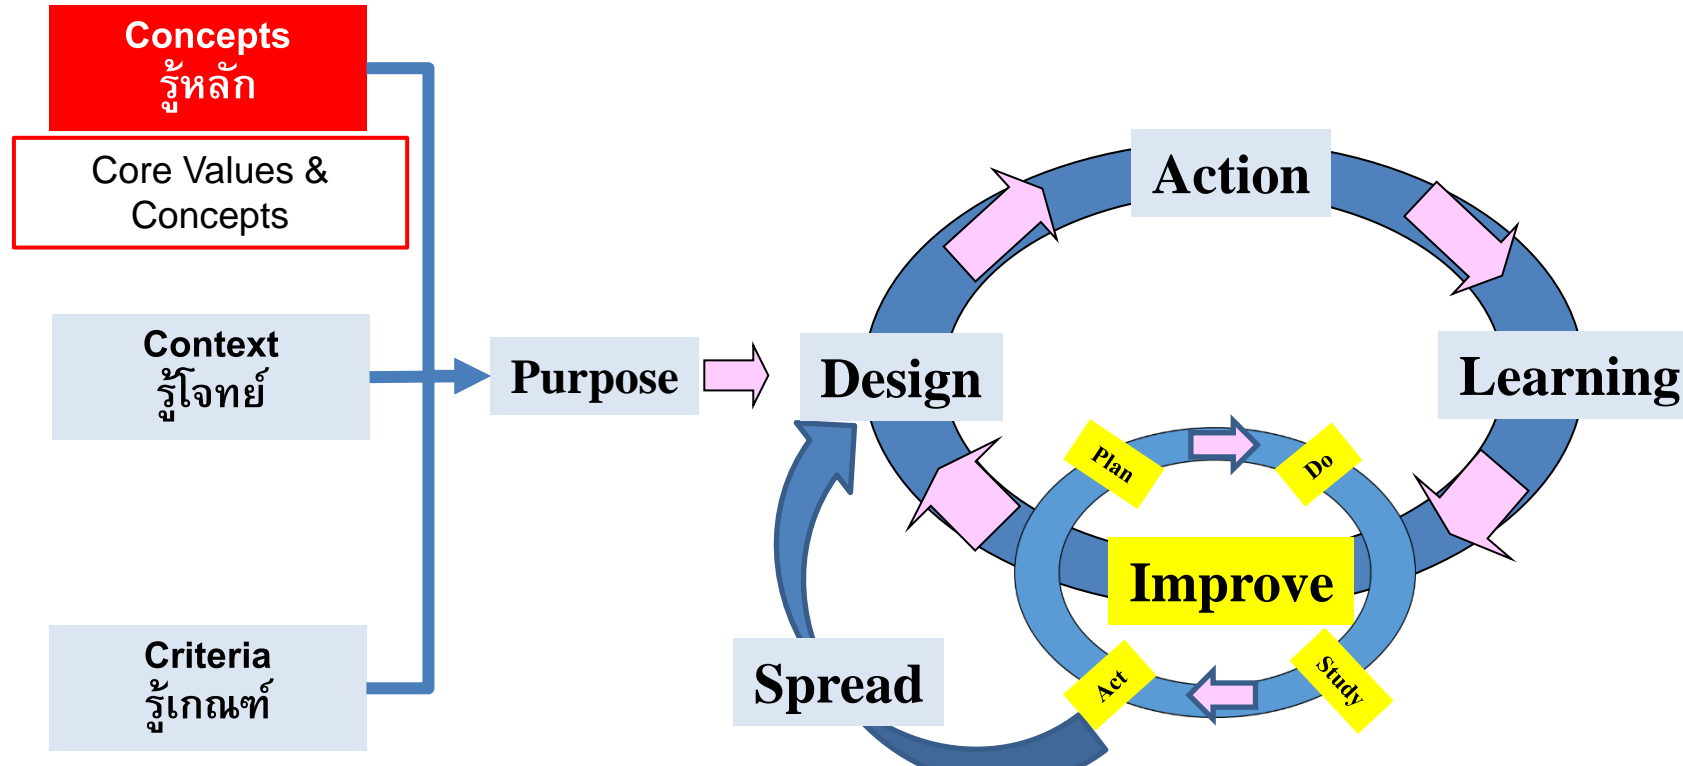 Concepts
รู้หลัก
Core Values &
Concepts
Context
รู้โจทย์
Criteria
รู้เกณฑ์
Purpose
Design
Action
Learning
Improve
Plan
Do
Study
Act
Spread